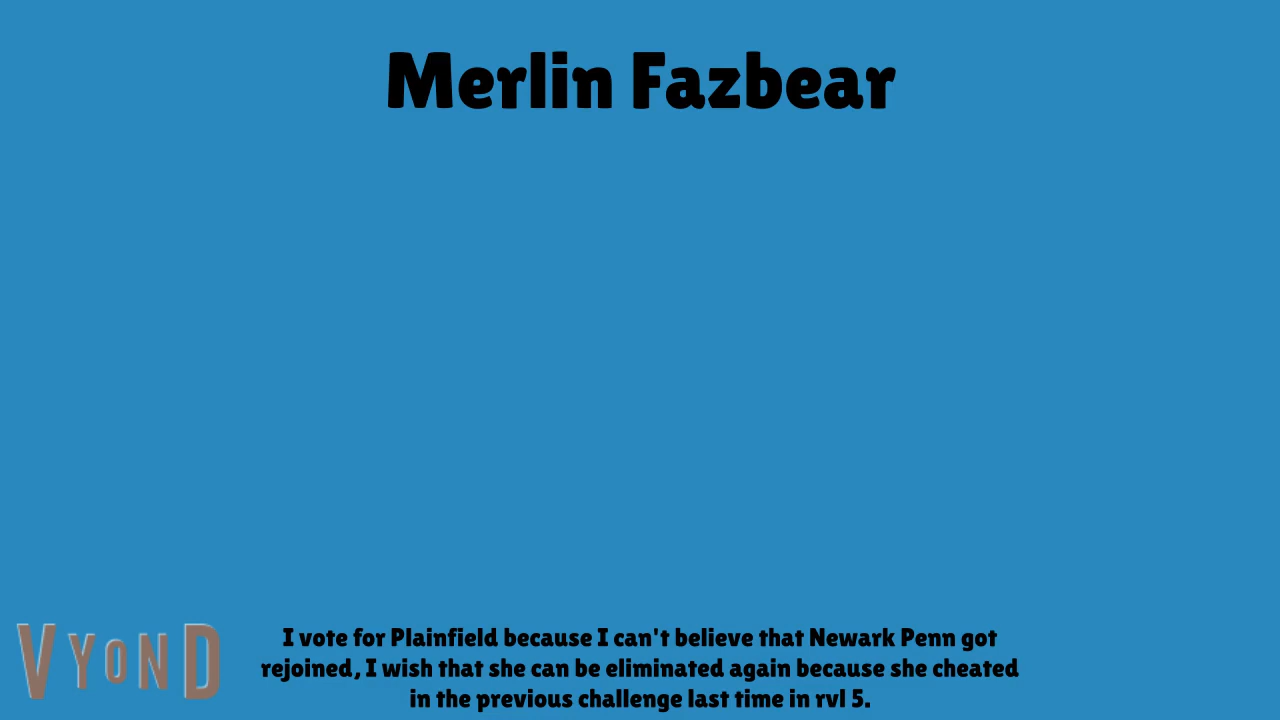 Merlin Fazbear
I vote for Plainfield because I can't believe that Newark Penn got
rejoined, I wish that she can be eliminated again because she cheated
in the previous challenge last time in rvl 5.
VYOND